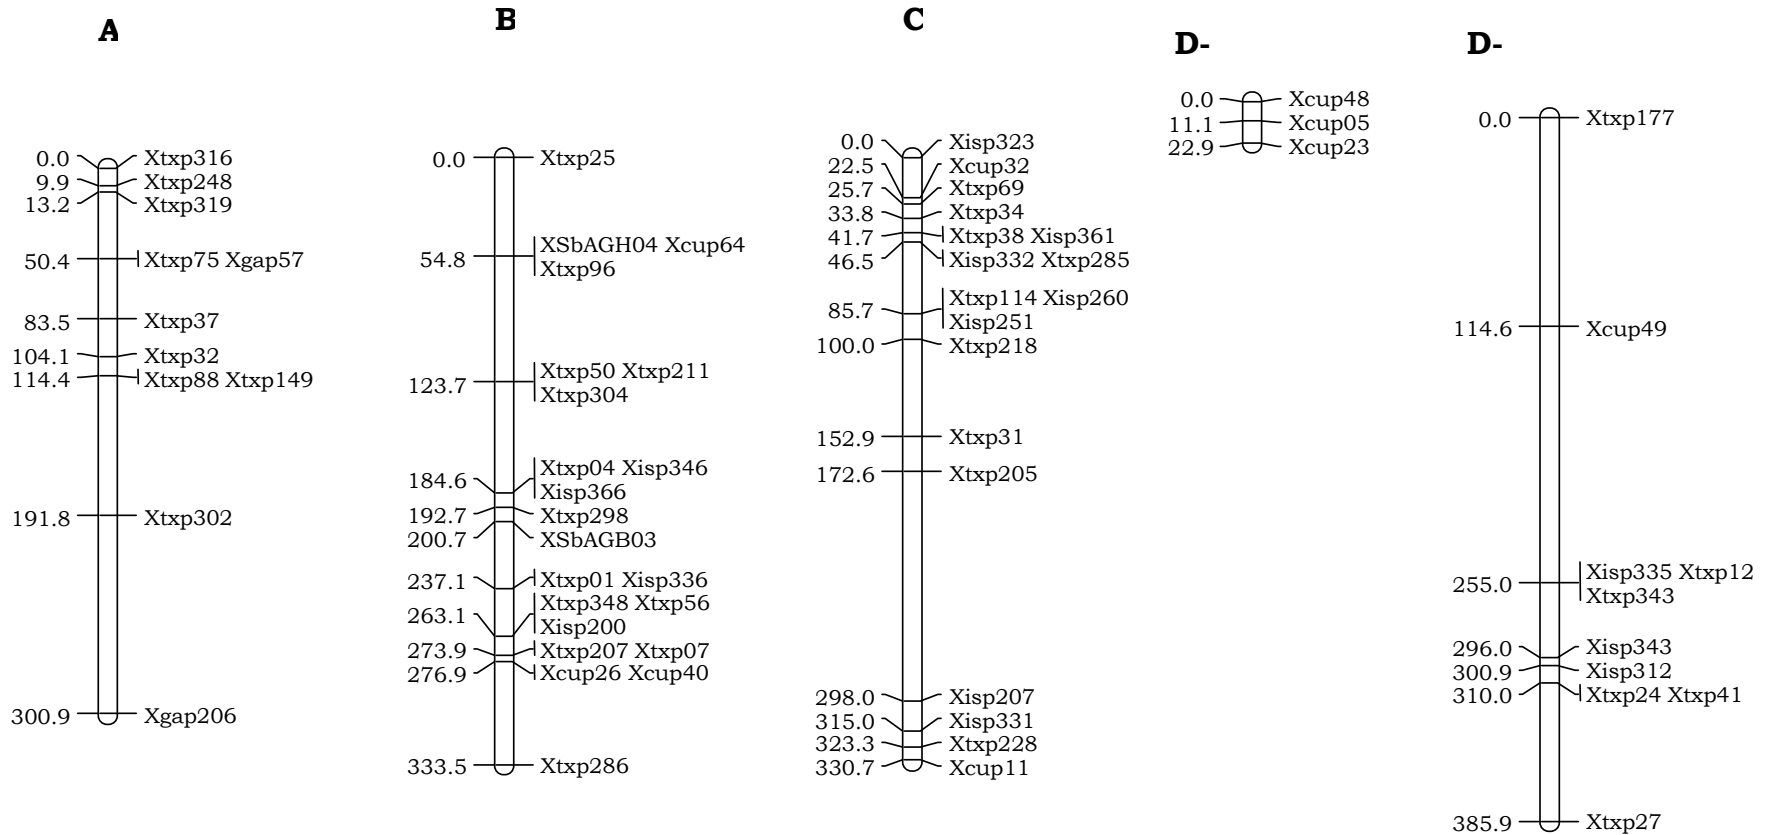 A
0.0 Xtxp316
9.9 Xtxp248
13.2 Xtxp319
50.4 Xtxp75 Xgap57
83.5 Xtxp37
104.1 Xtxp32
114.4 Xtxp88 Xtxp149
191.8 Xtxp302
300.9 Xgap206
B
0.0 Xtxp25
54.8 XSbAGH04 Xcup64
Xtxp96
123.7 Xtxp50 Xtxp211
Xtxp304
184.6 Xtxp04 Xisp346
Xisp366
192.7 Xtxp298
200.7 XSbAGB03
237.1 Xtxp01 Xisp336
263.1 Xtxp348 Xtxp56
Xisp200
273.9 Xtxp207 Xtxp07
276.9 Xcup26 Xcup40
333.5 Xtxp286
C
0.0 Xisp323
22.5 Xcup32
25.7 Xtxp69
33.8 Xtxp34
41.7 Xtxp38 Xisp361
46.5 Xisp332 Xtxp285
85.7 Xtxp114 Xisp260
Xisp251
100.0 Xtxp218
152.9 Xtxp31
172.6 Xtxp205
298.0 Xisp207
315.0 Xisp331
323.3 Xtxp228
330.7 Xcup11
D-
0.0 Xcup48
11.1 Xcup05
22.9 Xcup23
D-
0.0 Xtxp177
114.6 Xcup49
255.0 Xisp335 Xtxp12
Xtxp343
296.0 Xisp343
300.9 Xisp312
310.0 Xtxp24 Xtxp41
385.9 Xtxp27